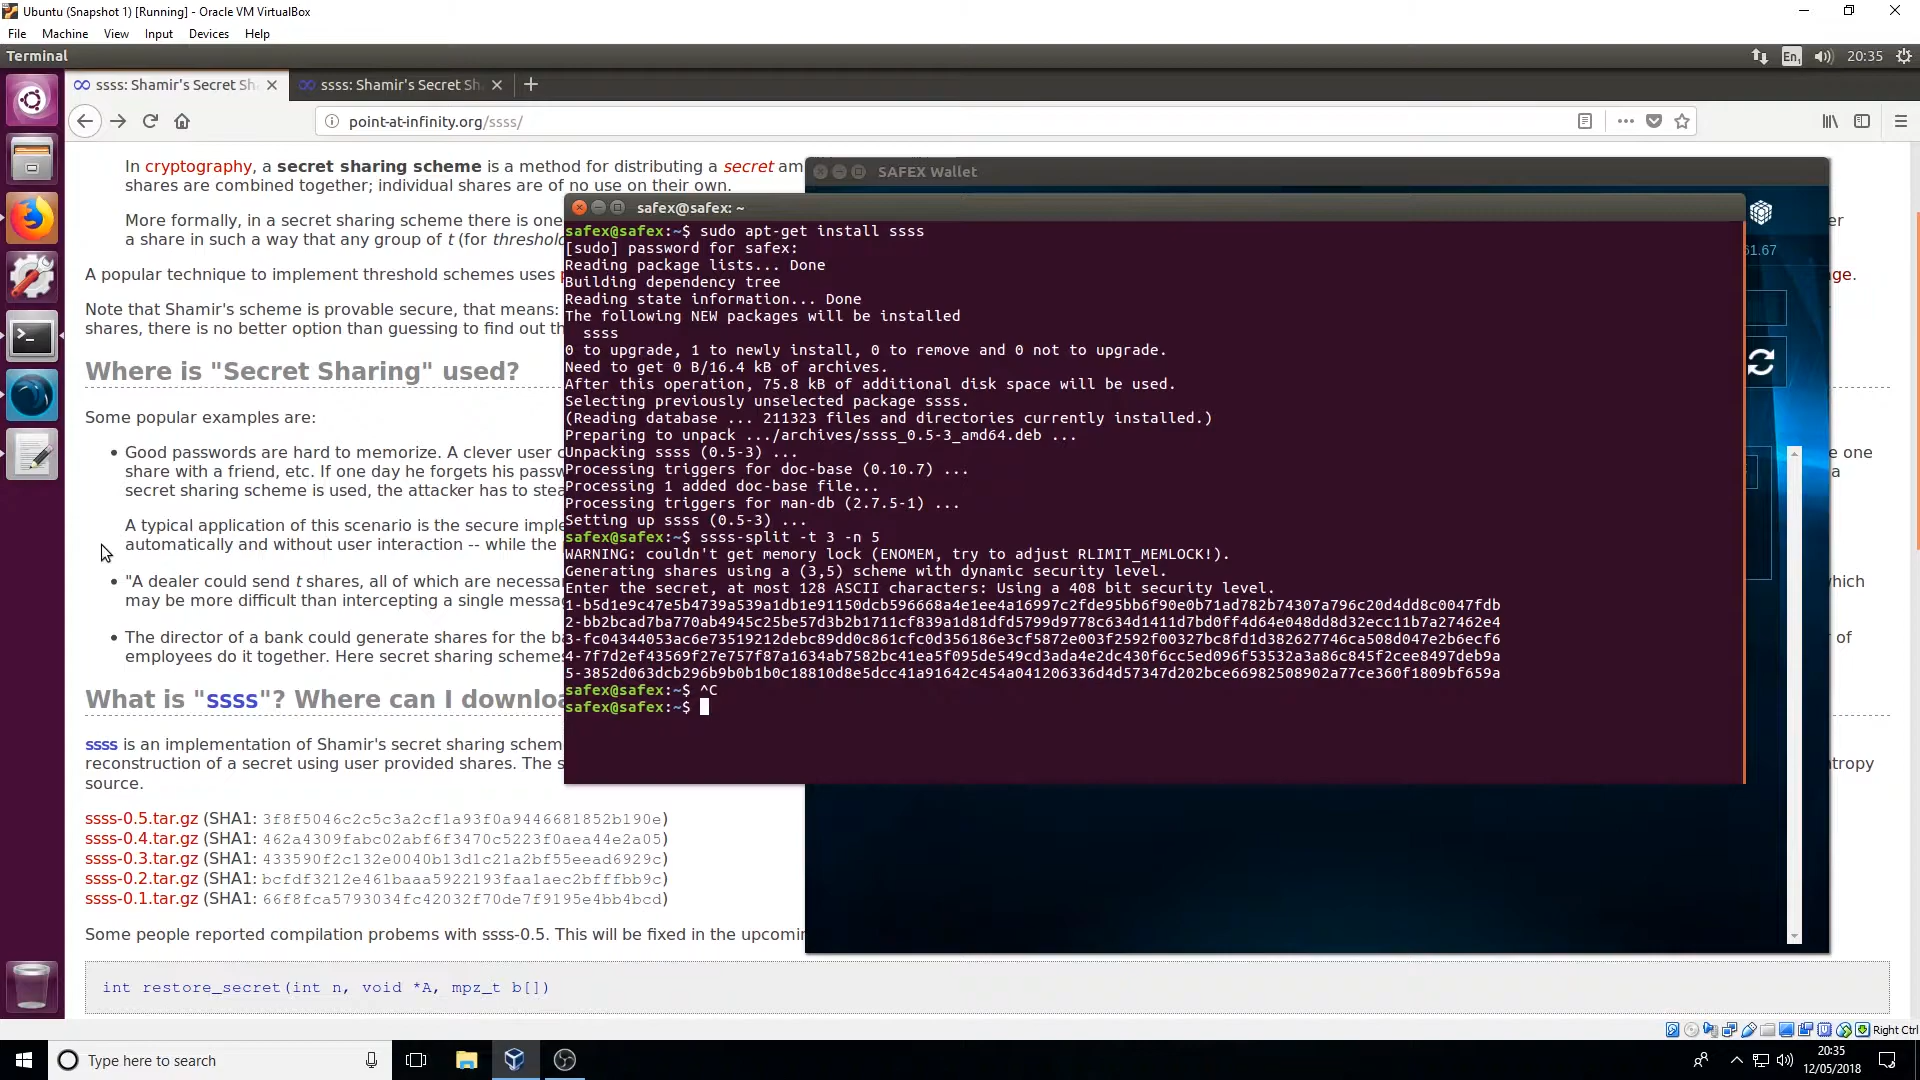 Ubuntu (Snapshot 1) [Running] - Oracle VM VirtualBox
File Machine View Input Devices Help
Terminal
En 20:35
ssss: Shamir's Secret Sh
ssss: Shamir's Secret Sh
point-at-infinity.org/ssss/
In cryptography, a secret sharing scheme is a method for distributing a secret am
shares are combined together; individual shares are of no use on their own.
More formally, in a secret sharing scheme there is one
er
a share in such a way that any group of t (for threshold
A popular technique to implement threshold schemes uses
ge.
Note that Shamir's scheme is provable secure, that means:
shares, there is no better option than guessing to find out th
Where is "Secret Sharing" used?
Some popular examples are:
Good passwords are hard to memorize. A clever user c
e one
share with a friend, etc. If one day he forgets his passw
a
secret sharing scheme is used, the attacker has to stea
A typical application of this scenario is the secure imple
automatically and without user interaction -- while the
"A dealer could send t shares, all of which are necessa
hich
may be more difficult than intercepting a single messa
The director of a bank could generate shares for the ba
r of
employees do it together. Here secret sharing schemes
What is "ssss"? Where can I downloa
ssss is an implementation of Shamir's secret sharing schem
reconstruction of a secret using user provided shares. The s
ntropy
source.
ssss-0.5.tar.gz (SHA1: 3f8f5046c2c5c3a2cf1a93f0a9446681852b190e)
ssss-0.4.tar.gz (SHA1: 462a4309fabc02abf6f3470c5223f0aea44e2a05)
ssss-0.3.tar.gz (SHA1: 433590f2c132e0040b13d1c21a2bf55eead6929c)
ssss-0.2.tar.gz (SHA1: bcfdf3212e461baaa5922193faa1aec2bfffbb9c)
ssss-0.1.tar.gz (SHA1: 66f8fca5793034fc42032f70de7f9195e4bb4bcd)
Some people reported compilation probems with ssss-0.5. This will be fixed in the upcomin
int restore_secret(int n, void *A, mpz_t b[])
SAFEX Wallet
61.67
safex@safex: ~
safex@safex:~$ sudo apt-get install ssss
[sudo] password for safex:
Reading package lists... Done
Building dependency tree
Reading state information... Done
The following NEW packages will be installed
ssss
0 to upgrade, 1 to newly install, 0 to remove and 0 not to upgrade.
Need to get 0 B/16.4 kB of archives.
After this operation, 75.8 kB of additional disk space will be used.
Selecting previously unselected package ssss.
(Reading database ... 211323 files and directories currently installed.)
Preparing to unpack .../archives/ssss_0.5-3_amd64.deb ...
Unpacking ssss (0.5-3) ...
Processing triggers for doc-base (0.10.7) ...
Processing 1 added doc-base file...
Processing triggers for man-db (2.7.5-1) ...
Setting up ssss (0.5-3) ...
safex@safex:~$ ssss-split -t 3 -n 5
WARNING: couldn't get memory lock (ENOMEM, try to adjust RLIMIT_MEMLOCK!).
Generating shares using a (3,5) scheme with dynamic security level.
Enter the secret, at most 128 ASCII characters: Using a 408 bit security level.
1-b5d1e9c47e5b4739a539a1db1e91150dcb596668a4e1ee4a16997c2fde95bb6f90e0b71ad782b74307a796c20d4dd8c0047fdb
2-bb2bcad7ba770ab4945c25be57d3b2b1711cf839a1d81dfd5799d9778c634d1411d7bd0ff4d64e048dd8d32ecc11b7a27462e4
3-fc04344053ac6e73519212debc89dd0c861cfc0d356186e3cf5872e003f2592f00327bc8fd1d382627746ca508d047e2b6ecf6
4-7f7d2ef43569f27e757f87a1634ab7582bc41ea5f095de549cd3ada4e2dc430f6cc5ed096f53532a3a86c845f2cee8497deb9a
5-3852d063dcb296b9b0b1b0c18810d8e5dcc41a91642c454a041206336d4d57347d202bce66982508902a77ce360f1809bf659a
safex@safex:~$ ^C
safex@safex:~$
Right Ctrl
Type here to search
20:35
12/05/2018